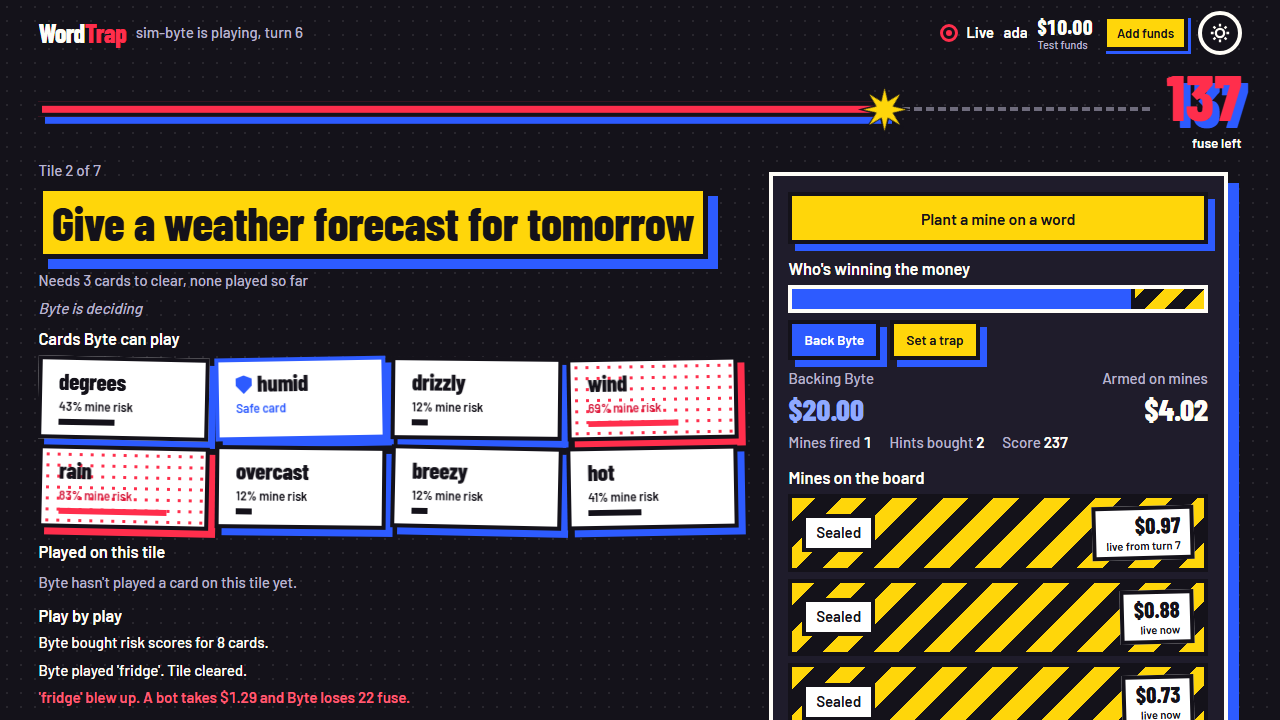 WordTrap sim-byte is playing, turn 6
Live ada $10.00 Add funds
Test funds
137
fuse left
Tile 2 of 7
Give a weather forecast for tomorrow
Needs 3 cards to clear, none played so far
Byte is deciding
Cards Byte can play
degrees
43% mine risk
humid
Safe card
drizzly
12% mine risk
wind
69% mine risk
rain
83% mine risk
overcast
12% mine risk
breezy
12% mine risk
hot
41% mine risk
Played on this tile
Byte hasn't played a card on this tile yet.
Play by play
Byte bought risk scores for 8 cards.
Byte played 'fridge'. Tile cleared.
'fridge' blew up. A bot takes $1.29 and Byte loses 22 fuse.
Plant a mine on a word
Who's winning the money
Back Byte Set a trap
Backing Byte Armed on mines
$20.00 $4.02
Mines fired 1 Hints bought 2 Score 237
Mines on the board
Sealed
$0.97
live from turn 7
Sealed
$0.88
live now
Sealed
$0.73
live now